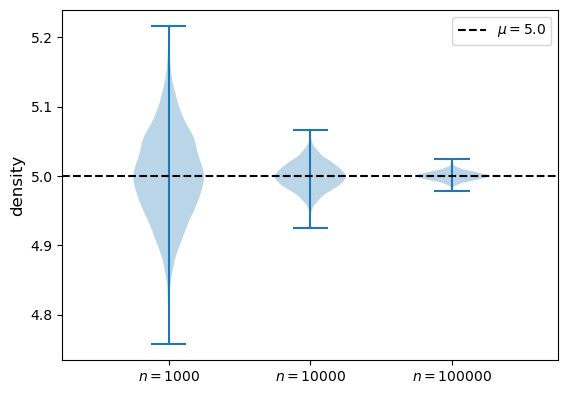 5.2
5.1
5.0
4.9
4.8
density
μ = 5.0
n = 1000
n = 10000
n = 100000